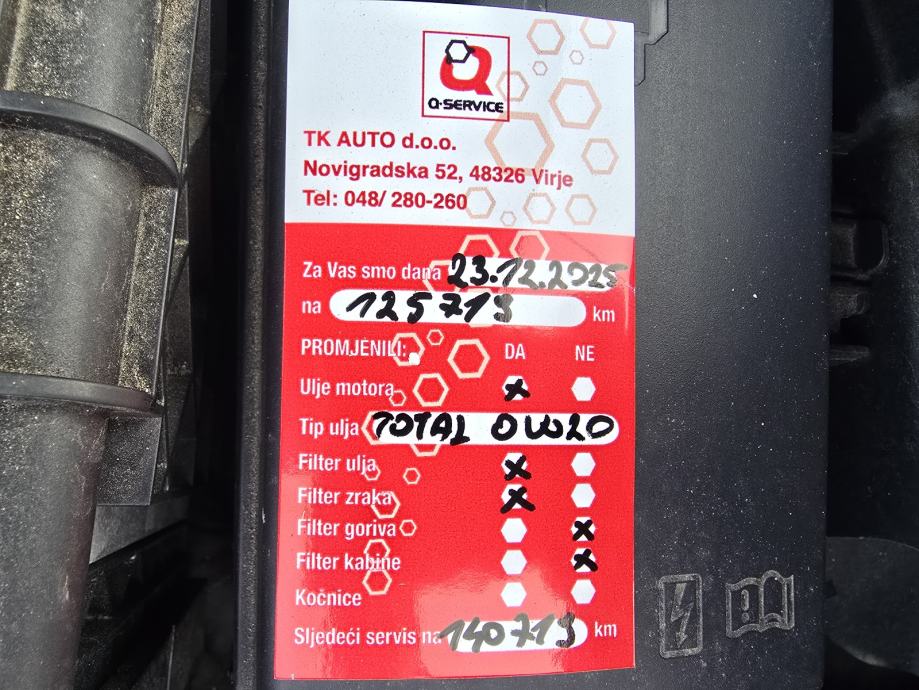 Q-SERVICE
TK AUTO d.o.o.
Novigradska 52, 48326 Virje
Tel: 048/ 280-260
Za Vas smo dana 23.12.2025
na 125719 km
PROMJENILI: DA NE
Ulje motora x
Tip ulja TOTAL 0W20
Filter ulja x
Filter zraka x
Filter goriva x
Filter kabine x
Kočnice
Sljedeći servis na 140719 km